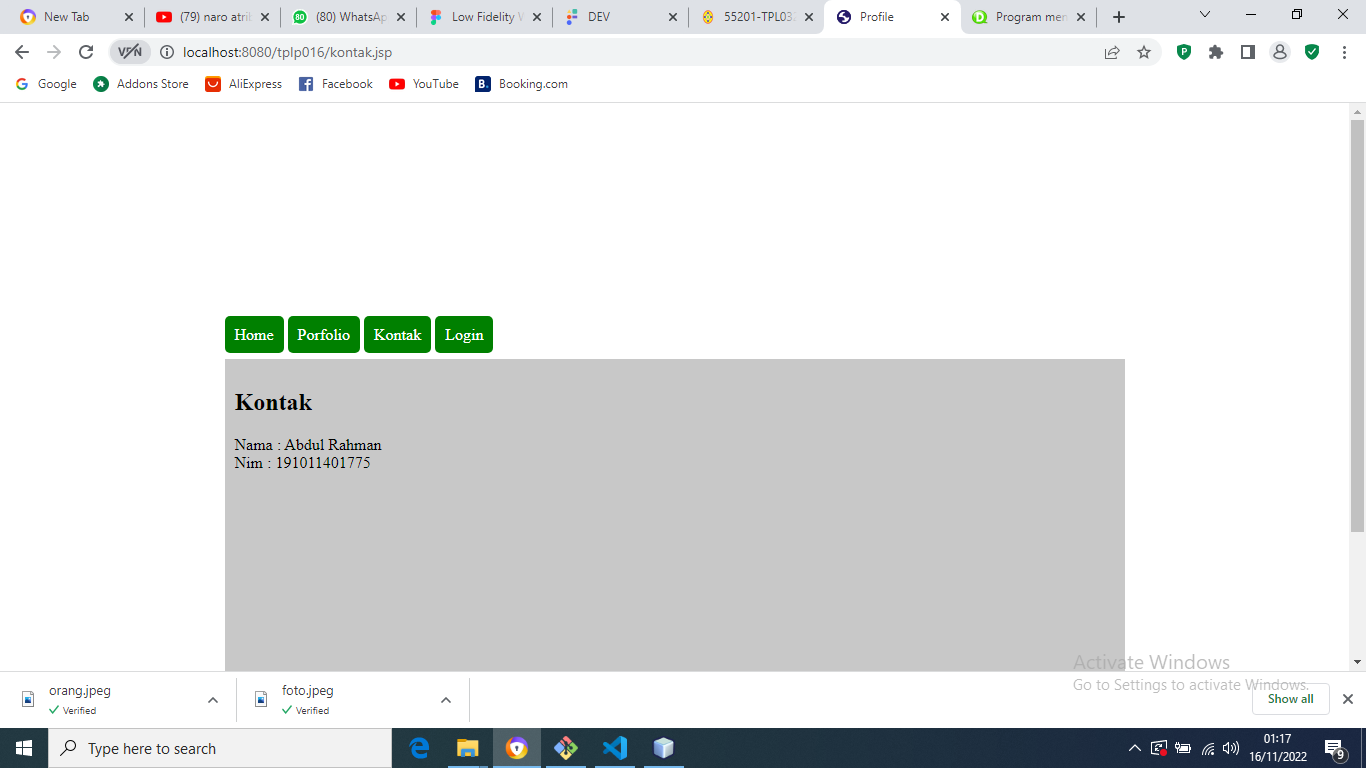 New Tab
(79) naro atri
(80) WhatsAp
Low Fidelity W
DEV
55201-TPL03
Profile
Program men
VPN
localhost:8080/tplp016/kontak.jsp
Google
Addons Store
AliExpress
Facebook
YouTube
Booking.com
Home
Porfolio
Kontak
Login
Kontak
Nama : Abdul Rahman
Nim : 191011401775
Activate Windows
Go to Settings to activate Windows.
orang.jpeg
Verified
foto.jpeg
Verified
Show all
Type here to search
01:17
16/11/2022
9